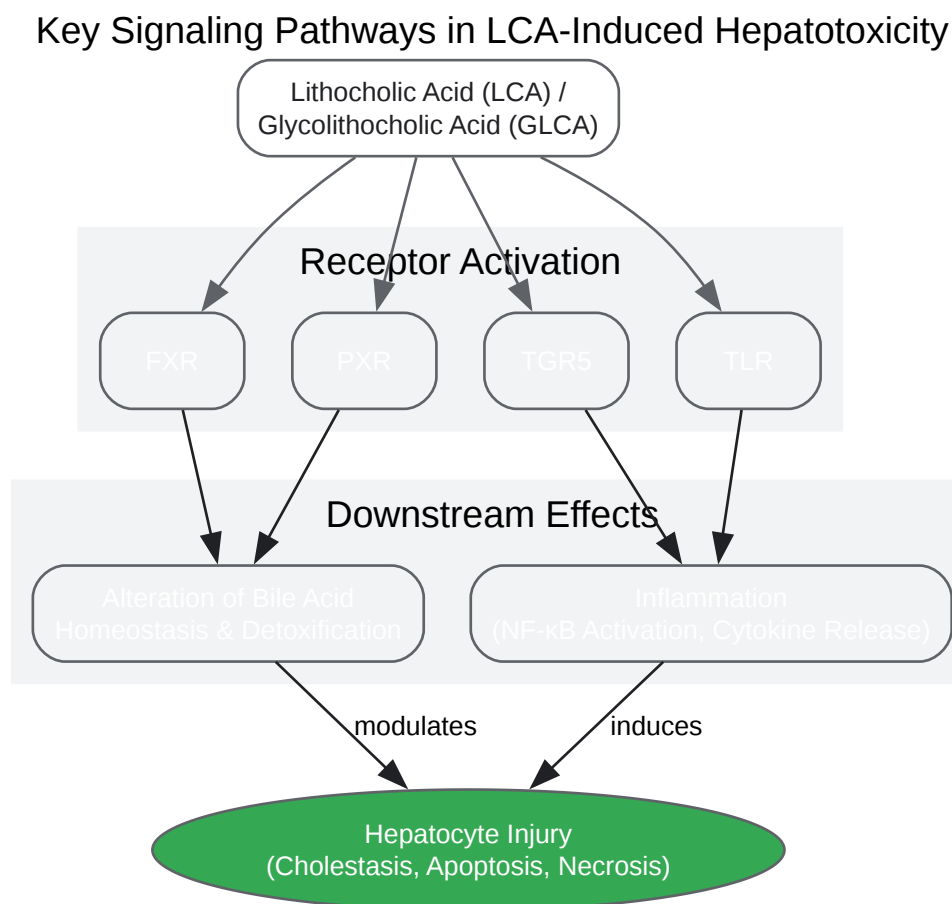 Key Signaling Pathways in LCA-Induced Hepatotoxicity
Lithocholic Acid (LCA) /
Glycolithocholic Acid (GLCA)
Receptor Activation
FXR
PXR
TGR5
TLR
Downstream Effects
Alteration of Bile Acid
Homeostasis & Detoxification
Inflammation
(NF-κB Activation, Cytokine Release)
modulates
induces
Hepatocyte Injury
(Cholestasis, Apoptosis, Necrosis)